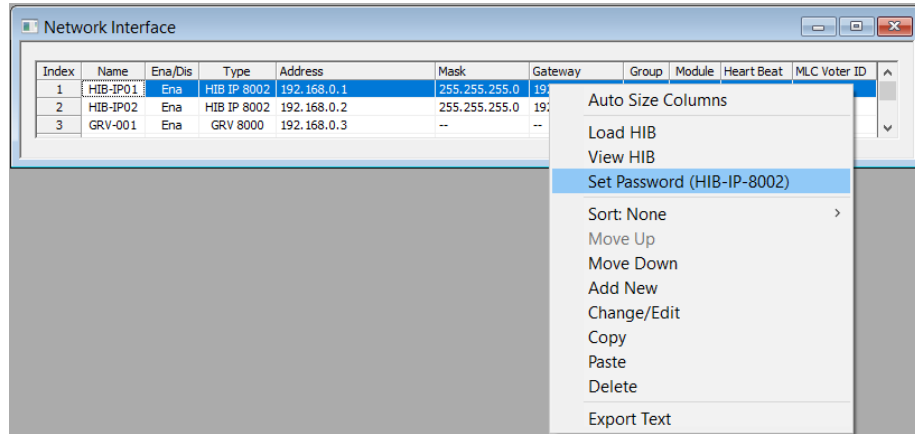 Network Interface
Index Name Ena/Dis Type Address Mask Gateway Group Module Heart Beat MLC Voter ID
1 HIB-IP01 Ena HIB IP 8002 192.168.0.1 255.255.255.0
2 HIB-IP02 Ena HIB IP 8002 192.168.0.2 255.255.255.0
3 GRV-001 Ena GRV 8000 192.168.0.3 -- --
Auto Size Columns
Load HIB
View HIB
Set Password (HIB-IP-8002)
Sort: None
Move Up
Move Down
Add New
Change/Edit
Copy
Paste
Delete
Export Text